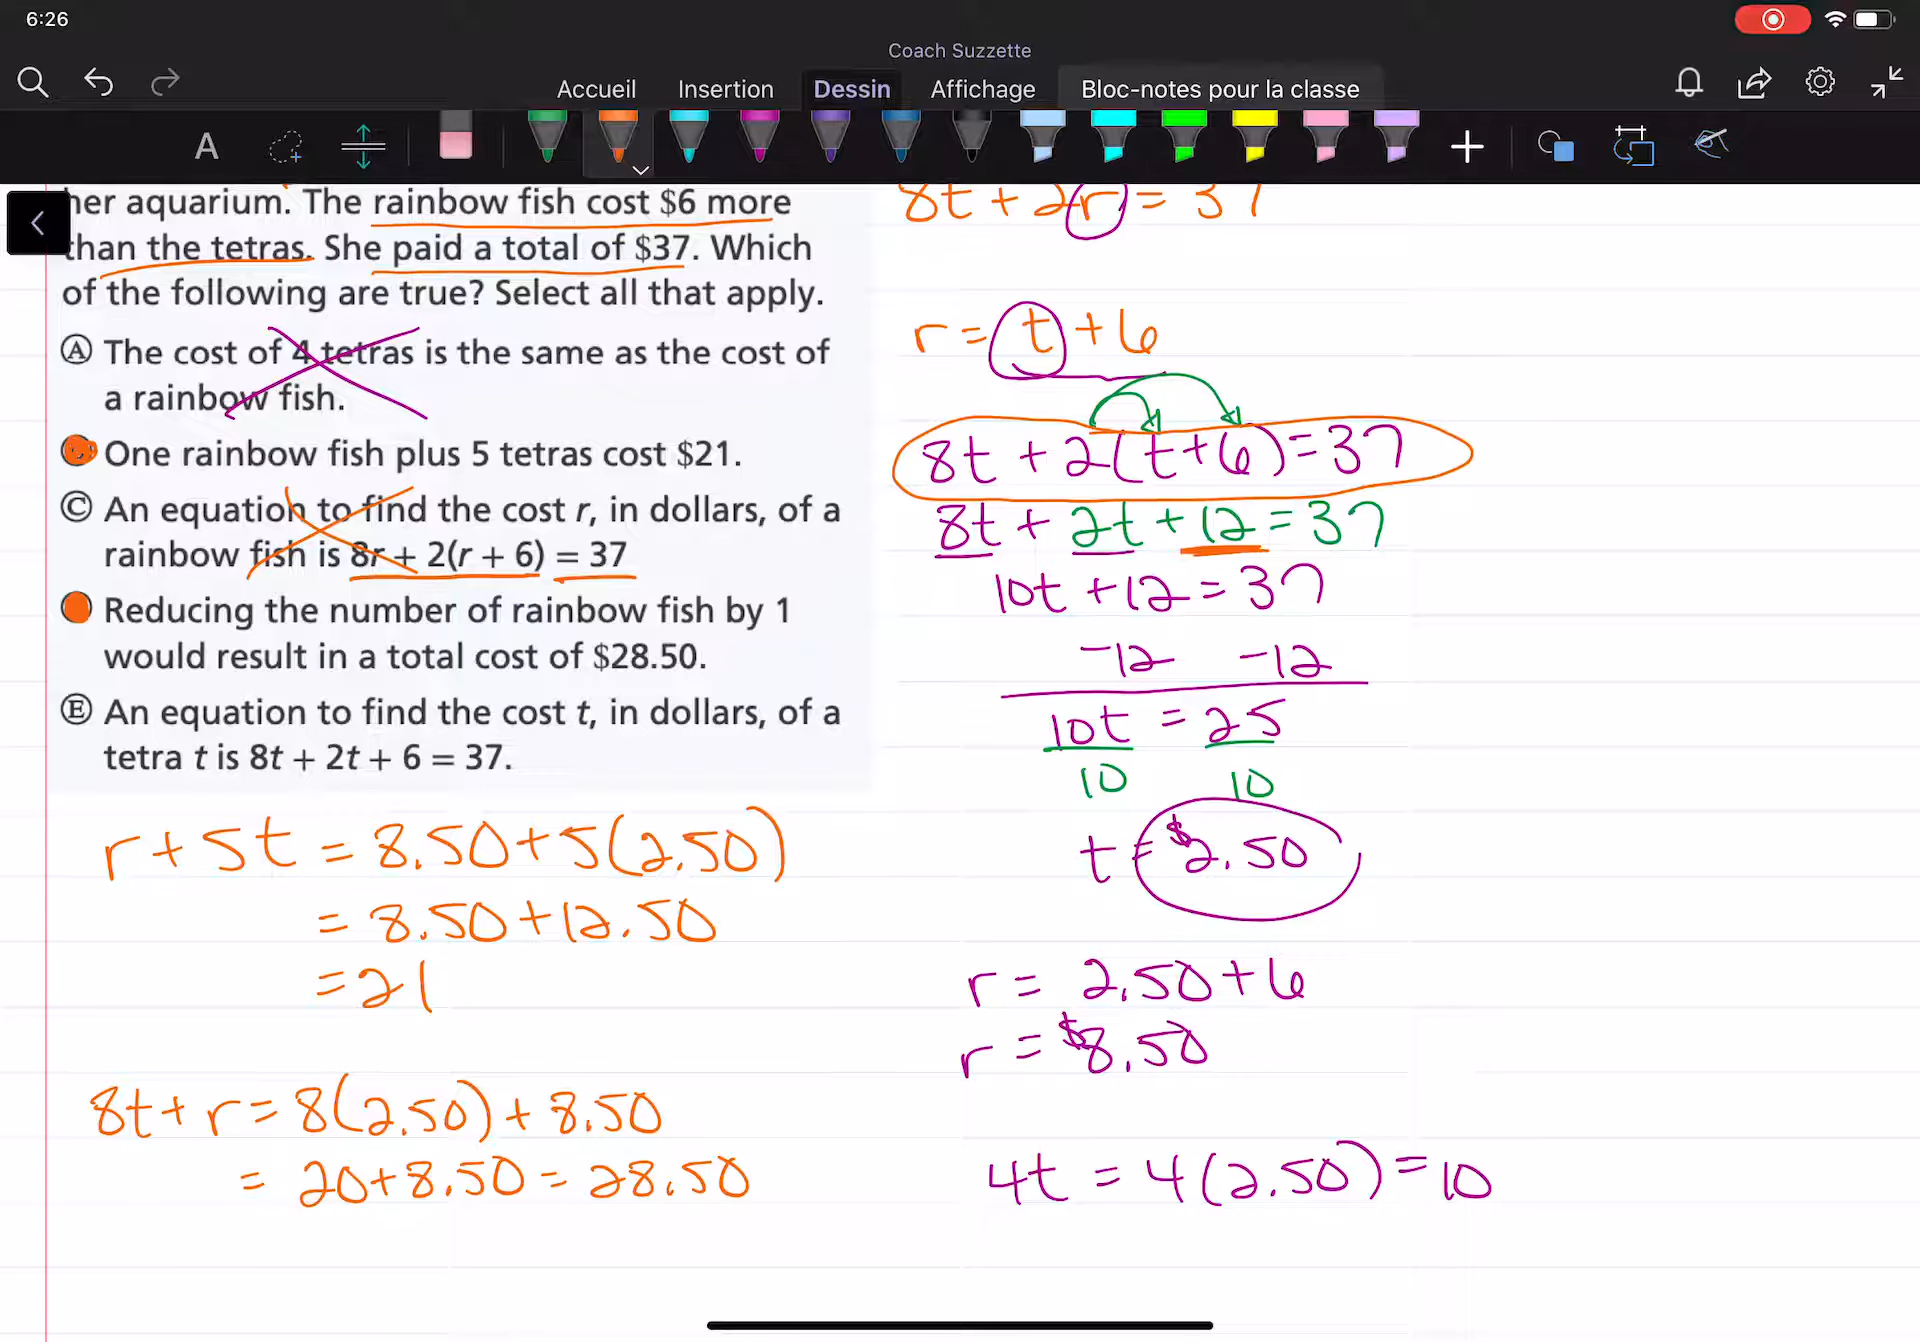 6:26
Coach Suzzette
Accueil Insertion Dessin Affichage Bloc-notes pour la classe
A
her aquarium. The rainbow fish cost $6 more
than the tetras. She paid a total of $37. Which
of the following are true? Select all that apply.
Ⓐ The cost of 4 tetras is the same as the cost of
a rainbow fish.
One rainbow fish plus 5 tetras cost $21.
Ⓒ An equation to find the cost r, in dollars, of a
rainbow fish is 8r + 2(r + 6) = 37
Reducing the number of rainbow fish by 1
would result in a total cost of $28.50.
Ⓔ An equation to find the cost t, in dollars, of a
tetra t is 8t + 2t + 6 = 37.
r + 5t = 8.50 + 5(2.50)
= 8.50 + 12.50
= 21
8t + r = 8(2.50) + 8.50
= 20 + 8.50 = 28.50
8t + 2r = 37
r = t + 6
8t + 2(t + 6) = 37
8t + 2t + 12 = 37
10t + 12 = 37
-12 -12
10t = 25
10 10
t = $2.50
r = 2.50 + 6
r = $8.50
4t = 4(2.50) = 10